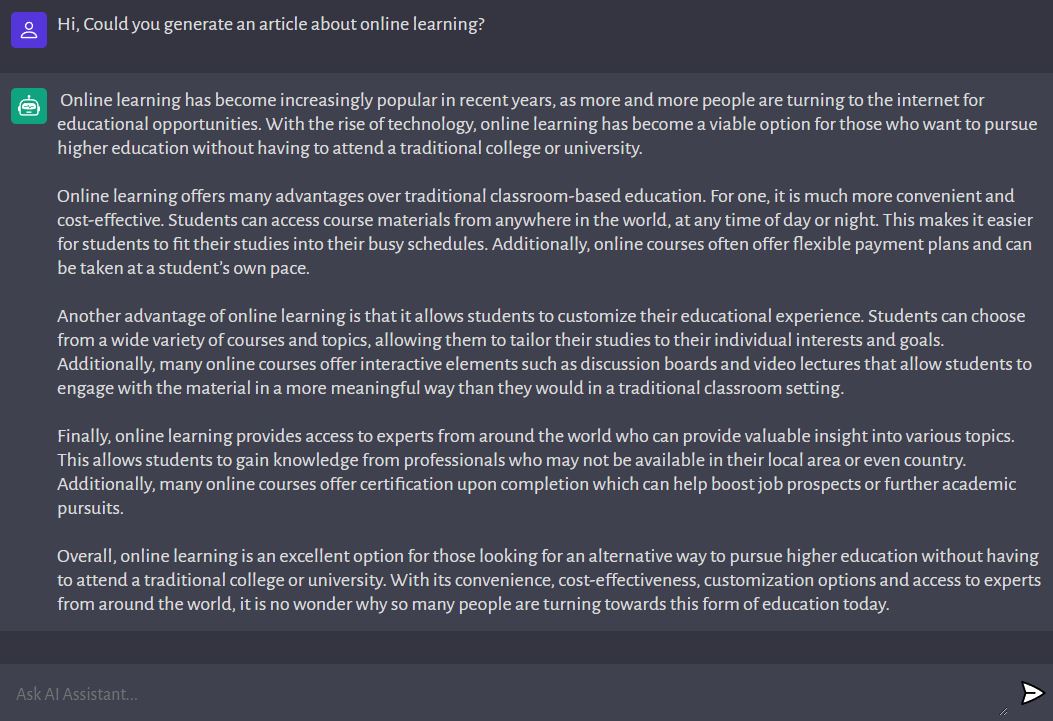 Hi, Could you generate an article about online learning?
Online learning has become increasingly popular in recent years, as more and more people are turning to the internet for
educational opportunities. With the rise of technology, online learning has become a viable option for those who want to pursue
higher education without having to attend a traditional college or university.
Online learning offers many advantages over traditional classroom-based education. For one, it is much more convenient and
cost-effective. Students can access course materials from anywhere in the world, at any time of day or night. This makes it easier
for students to fit their studies into their busy schedules. Additionally, online courses often offer flexible payment plans and can
be taken at a student’s own pace.
Another advantage of online learning is that it allows students to customize their educational experience. Students can choose
from a wide variety of courses and topics, allowing them to tailor their studies to their individual interests and goals.
Additionally, many online courses offer interactive elements such as discussion boards and video lectures that allow students to
engage with the material in a more meaningful way than they would in a traditional classroom setting.
Finally, online learning provides access to experts from around the world who can provide valuable insight into various topics.
This allows students to gain knowledge from professionals who may not be available in their local area or even country.
Additionally, many online courses offer certification upon completion which can help boost job prospects or further academic
pursuits.
Overall, online learning is an excellent option for those looking for an alternative way to pursue higher education without having
to attend a traditional college or university. With its convenience, cost-effectiveness, customization options and access to experts
from around the world, it is no wonder why so many people are turning towards this form of education today.
Ask AI Assistant...